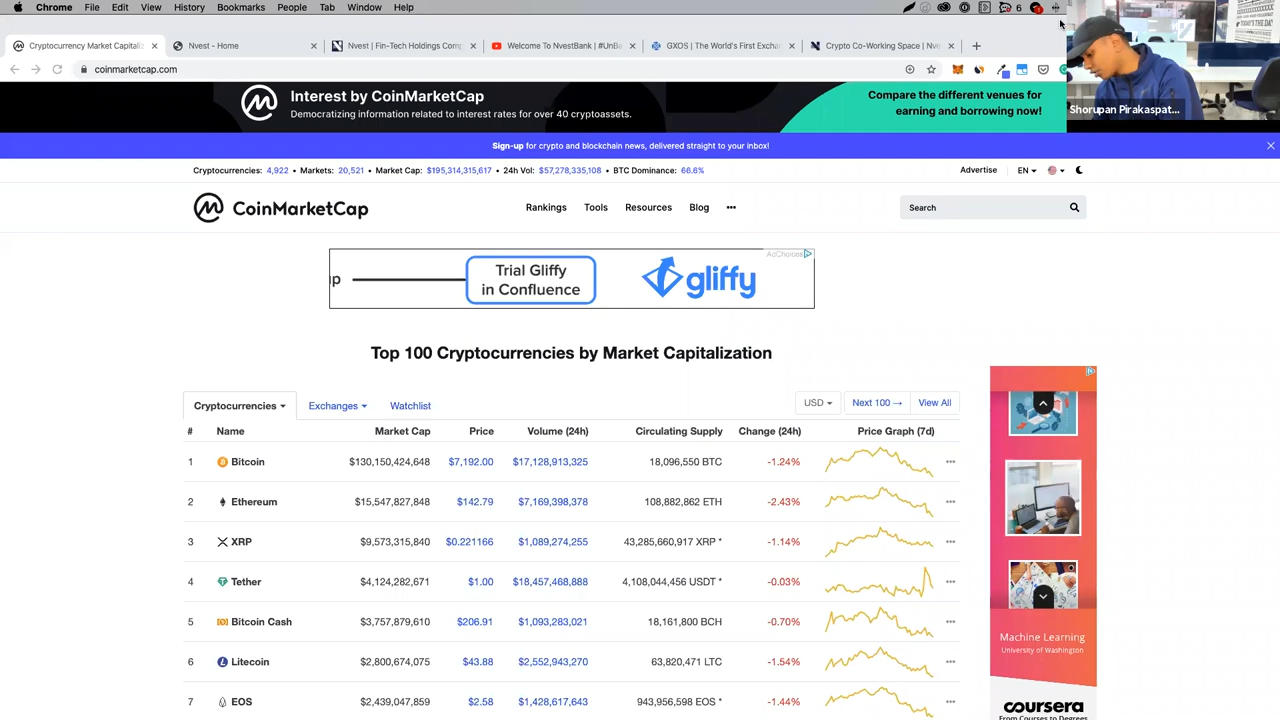 Chrome File Edit View History Bookmarks People Tab Window Help 6
Cryptocurrency Market Capitaliz Nvest - Home Nvest | Fin-Tech Holdings Com Welcome To NvestBank | #UnBa GXOS | The World's First Excha Crypto Co-Working Space | Nve
coinmarketcap.com
Interest by CoinMarketCap
Democratizing information related to interest rates for over 40 cryptoassets.
Compare the different venues for
earning and borrowing now!
Shorupan Pirakaspat...
Sign-up for crypto and blockchain news, delivered straight to your inbox!
Cryptocurrencies: 4,922 • Markets: 20,521 • Market Cap: $195,314,315,617 • 24h Vol: $57,278,335,108 • BTC Dominance: 66.6% Advertise EN
CoinMarketCap Rankings Tools Resources Blog ••• Search
AdChoices
up
Trial Gliffy
in Confluence
gliffy
Top 100 Cryptocurrencies by Market Capitalization
Cryptocurrencies Exchanges Watchlist USD Next 100 → View All
# Name Market Cap Price Volume (24h) Circulating Supply Change (24h) Price Graph (7d)
1 Bitcoin $130,150,424,648 $7,192.00 $17,128,913,325 18,096,550 BTC -1.24%
2 Ethereum $15,547,827,848 $142.79 $7,169,398,378 108,882,862 ETH -2.43%
3 XRP $9,573,315,840 $0.221166 $1,089,274,255 43,285,660,917 XRP * -1.14%
4 Tether $4,124,282,671 $1.00 $18,457,468,888 4,108,044,456 USDT * -0.03%
5 Bitcoin Cash $3,757,879,610 $206.91 $1,093,283,021 18,161,800 BCH -0.70%
6 Litecoin $2,800,674,075 $43.88 $2,552,943,270 63,820,471 LTC -1.54%
7 EOS $2,439,047,859 $2.58 $1,428,617,643 943,956,598 EOS * -1.44%
Machine Learning
University of Washington
coursera
From Courses to Degrees